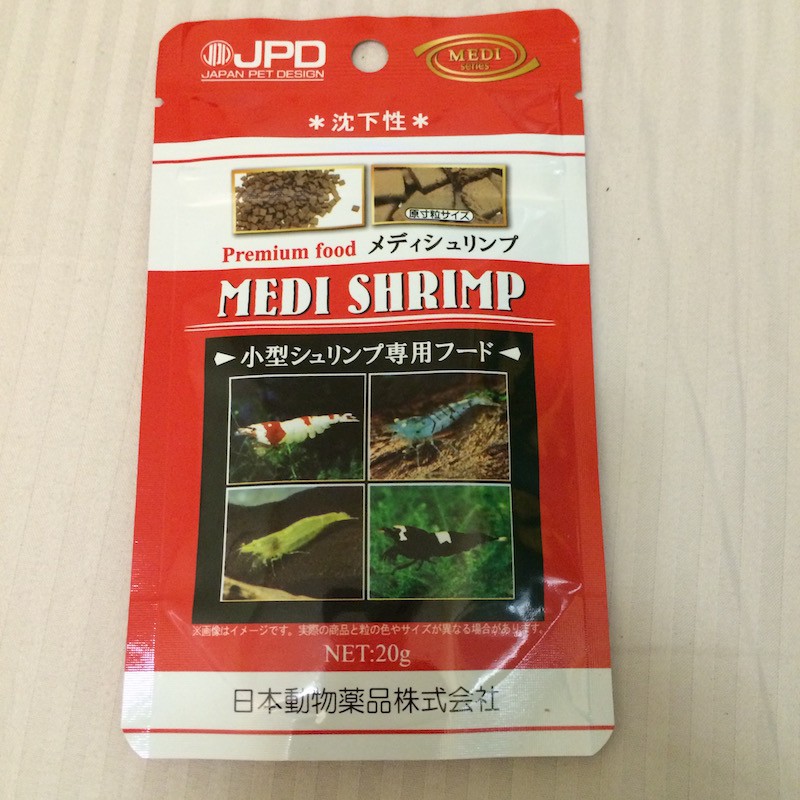 JPD
JAPAN PET DESIGN
MEDI
series
*沈下性*
原寸粒サイズ
Premium food メディシュリンプ
MEDI SHRIMP
小型シュリンプ専用フード
※画像はイメージです。実際の商品と粒の色やサイズが異なる場合があります。
NET:20g
日本動物薬品株式会社